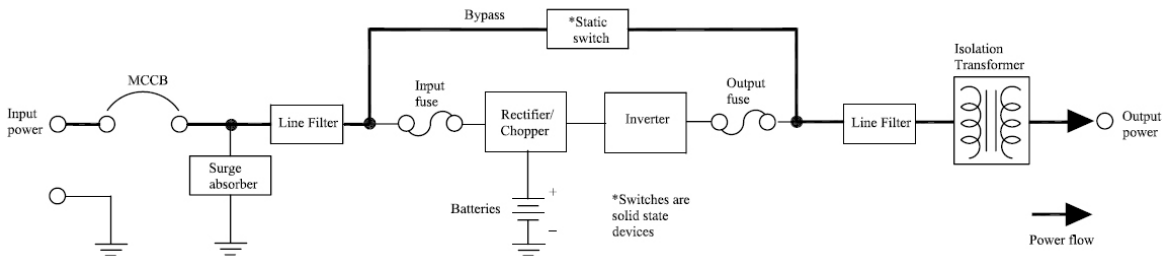 Bypass
*Static
switch
Isolation
Transformer
MCCB
Input
fuse
Output
fuse
Input
power
Line Filter
Rectifier/
Chopper
Inverter
Line Filter
Output
power
Surge
absorber
Batteries
+
–
*Switches are
solid state
devices
Power flow